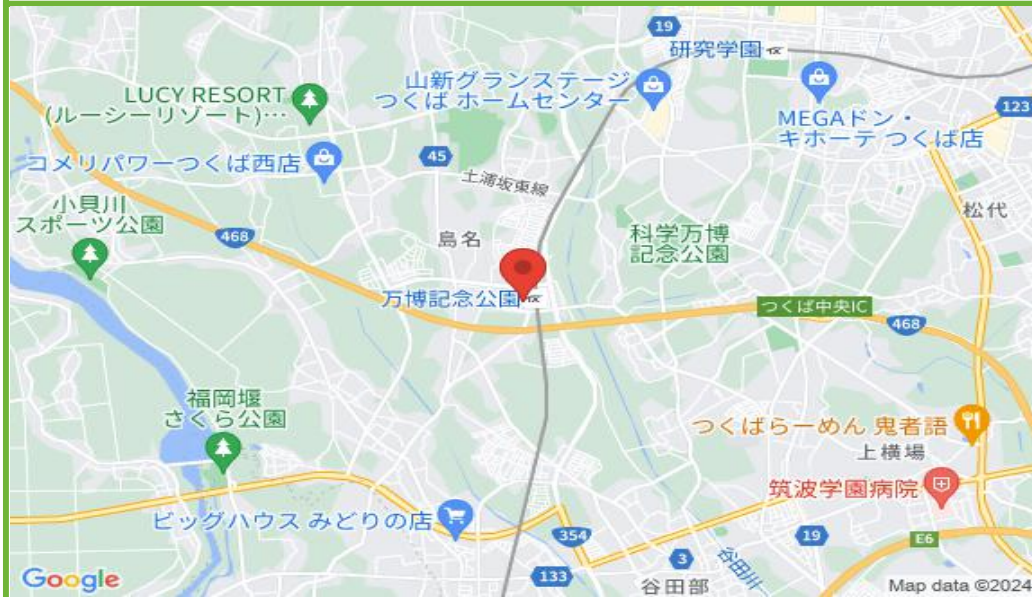 19
研究学園
山新グランステージ
つくば ホームセンター
LUCY RESORT
(ルーシーリゾート)…
MEGAドン・
キホーテ つくば店
123
コメリパワーつくば西店
45
土浦坂東線
小貝川
スポーツ公園
松代
468
島名
科学万博
記念公園
万博記念公園
つくば中央IC
468
福岡堰
さくら公園
つくばらーめん 鬼者語
上横場
筑波学園病院
ビッグハウス みどりの店
354
19
E6
3
谷田川
133
谷田部
Google
Map data ©2024